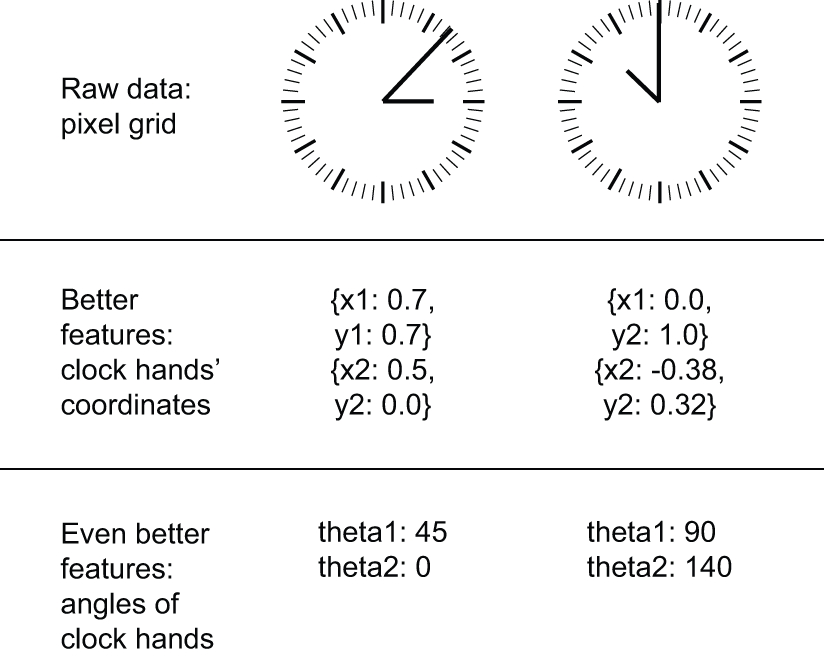 Raw data:
pixel grid
Better
features:
clock hands’
coordinates
{x1: 0.7,
y1: 0.7}
{x2: 0.5,
y2: 0.0}
{x1: 0.0,
y2: 1.0}
{x2: -0.38,
y2: 0.32}
Even better
features:
angles of
clock hands
theta1: 45
theta2: 0
theta1: 90
theta2: 140